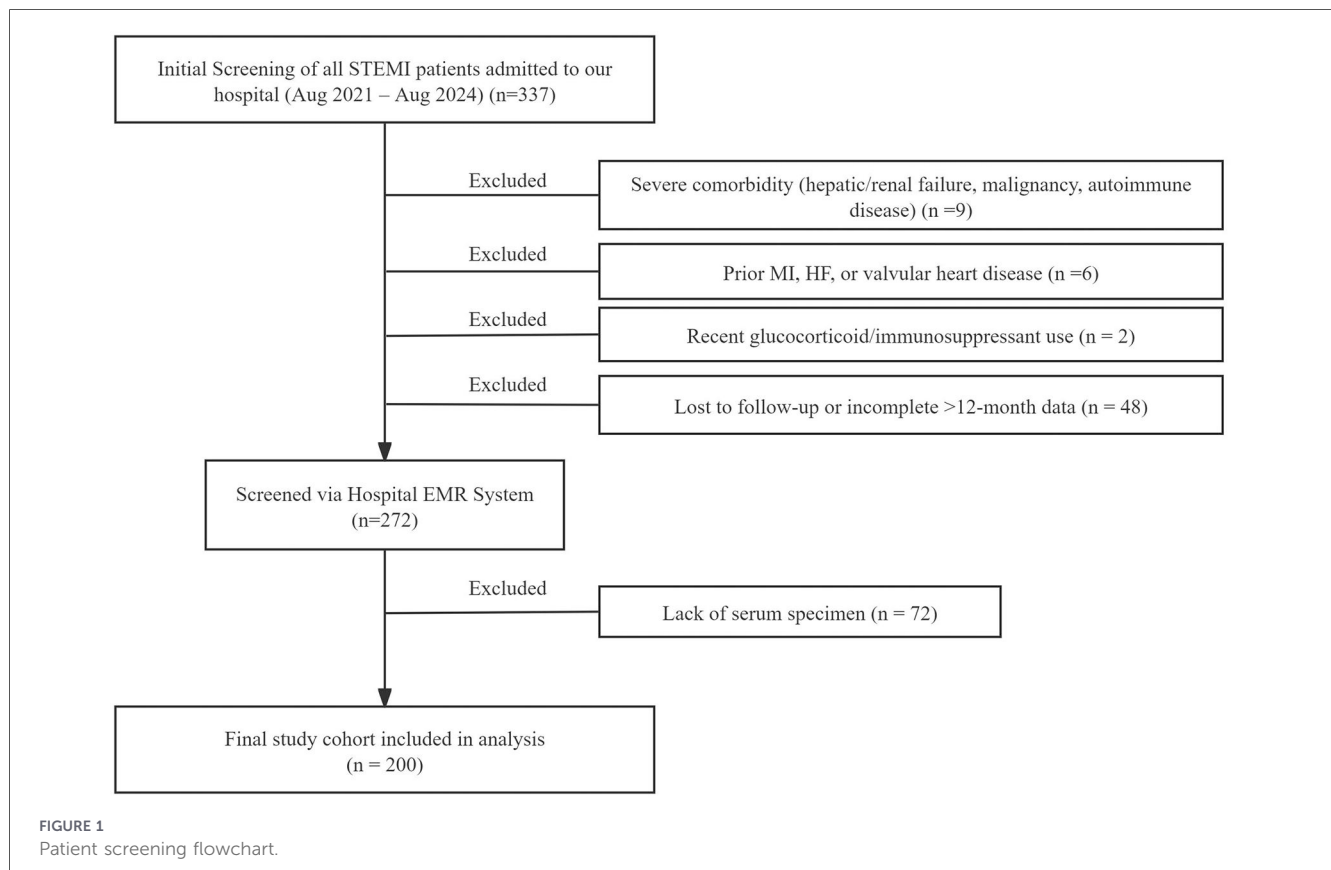 Initial Screening of all STEMI patients admitted to our
hospital (Aug 2021 – Aug 2024) (n=337)
Excluded
Severe comorbidity (hepatic/renal failure, malignancy, autoimmune
disease) (n =9)
Excluded
Prior MI, HF, or valvular heart disease (n =6)
Excluded
Recent glucocorticoid/immunosuppressant use (n = 2)
Excluded
Lost to follow-up or incomplete >12-month data (n = 48)
Screened via Hospital EMR System
(n=272)
Excluded
Lack of serum specimen (n = 72)
Final study cohort included in analysis
(n = 200)
FIGURE 1
Patient screening flowchart.